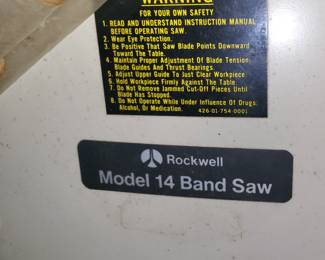 WARNING
FOR YOUR OWN SAFETY
1. READ AND UNDERSTAND INSTRUCTION MANUAL
BEFORE OPERATING SAW.
2. Wear Eye Protection.
3. Be Positive That Saw Blade Points Downward
Toward The Table.
4. Maintain Proper Adjustment Of Blade Tension,
Blade Guides And Thrust Bearings.
5. Adjust Upper Guide To Just Clear Workpiece
6. Hold Workpiece Firmly Against The Table.
7. Do Not Remove Jammed Cut-Off Pieces Until
Blade Has Stopped.
8. Do Not Operate While Under Influence Of Drugs,
Alcohol, Or Medication. 426-01-754-0001
Rockwell
Model 14 Band Saw